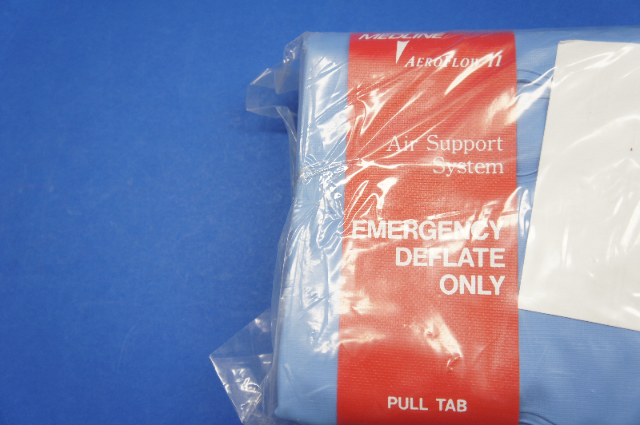 MEDLINE
AEROFLOW II
Air Support
System
EMERGENCY
DEFLATE
ONLY
PULL TAB